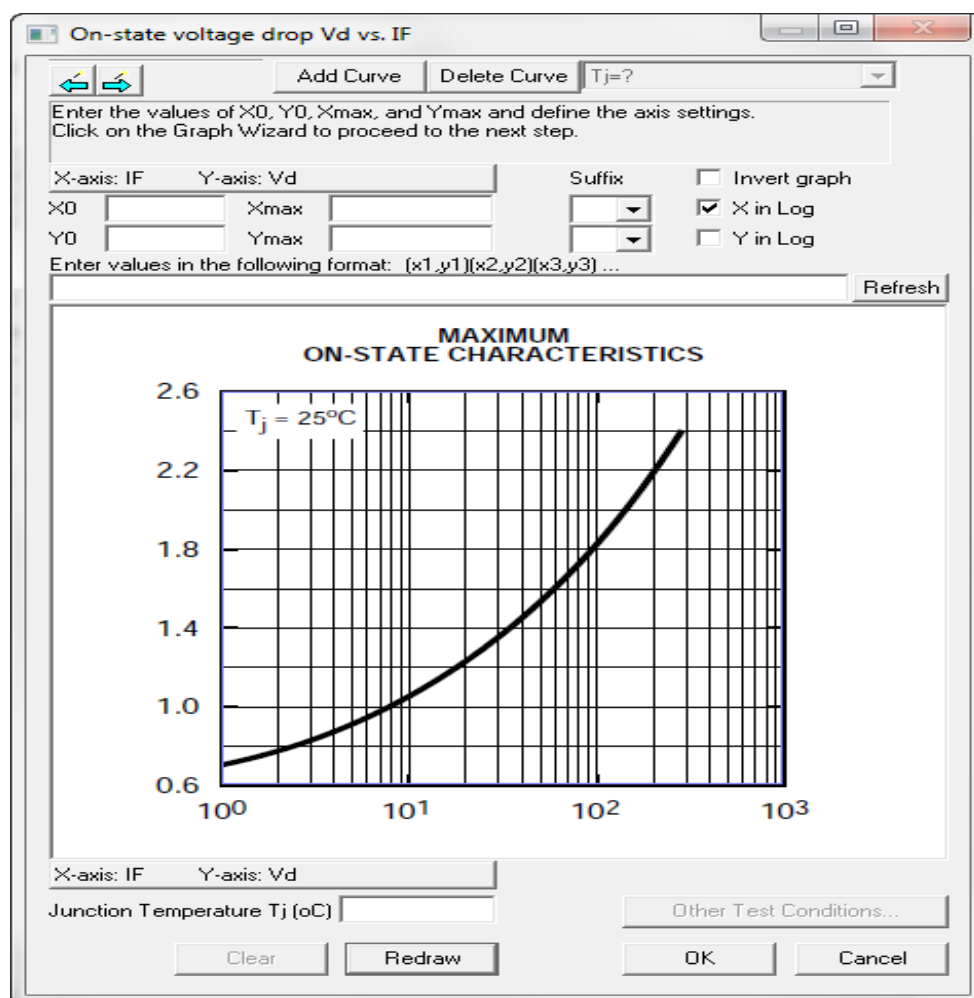 On-state voltage drop Vd vs. IF
Add Curve Delete Curve Tj=?
Enter the values of X0, Y0, Xmax, and Ymax and define the axis settings.
Click on the Graph Wizard to proceed to the next step.
X-axis: IF Y-axis: Vd Suffix Invert graph
X0 Xmax X in Log
Y0 Ymax Y in Log
Enter values in the following format: (x1,y1)(x2,y2)(x3,y3) ...
Refresh
MAXIMUM
ON-STATE CHARACTERISTICS
2.6
Tj = 25ºC
2.2
1.8
1.4
1.0
0.6
10⁰ 10¹ 10² 10³
X-axis: IF Y-axis: Vd
Junction Temperature Tj (oC) Other Test Conditions...
Clear Redraw OK Cancel